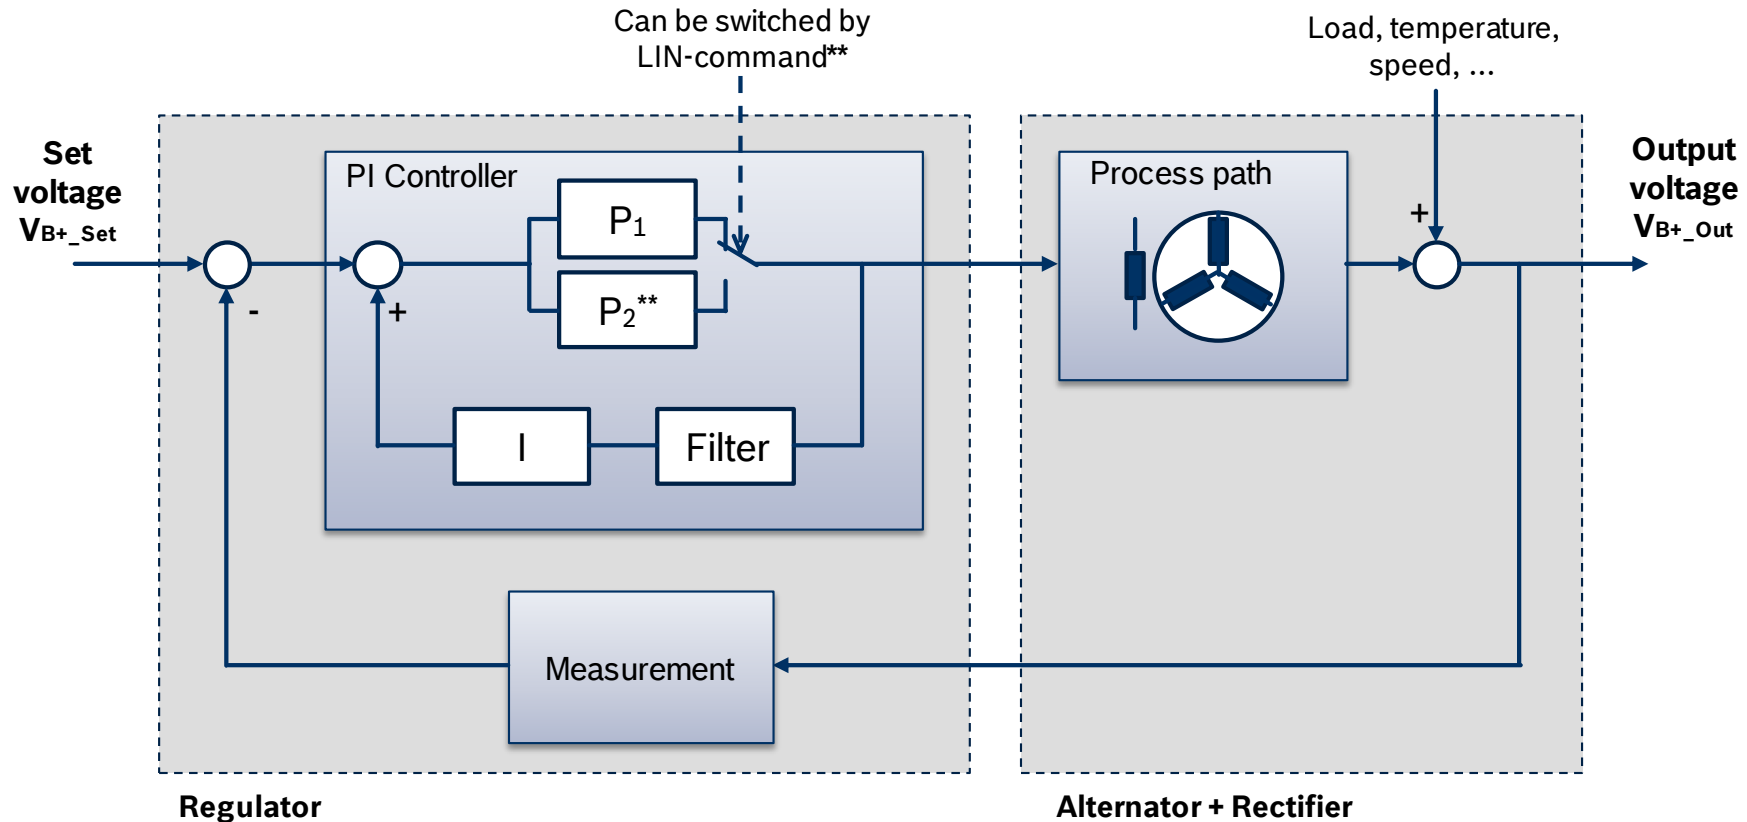 Can be switched by
LIN-command**
Load, temperature,
speed, ...
Set
voltage
VB+_Set
PI Controller
P1
P2**
I
Filter
+
-
Process path
+
Output
voltage
VB+_Out
Measurement
Regulator
Alternator + Rectifier